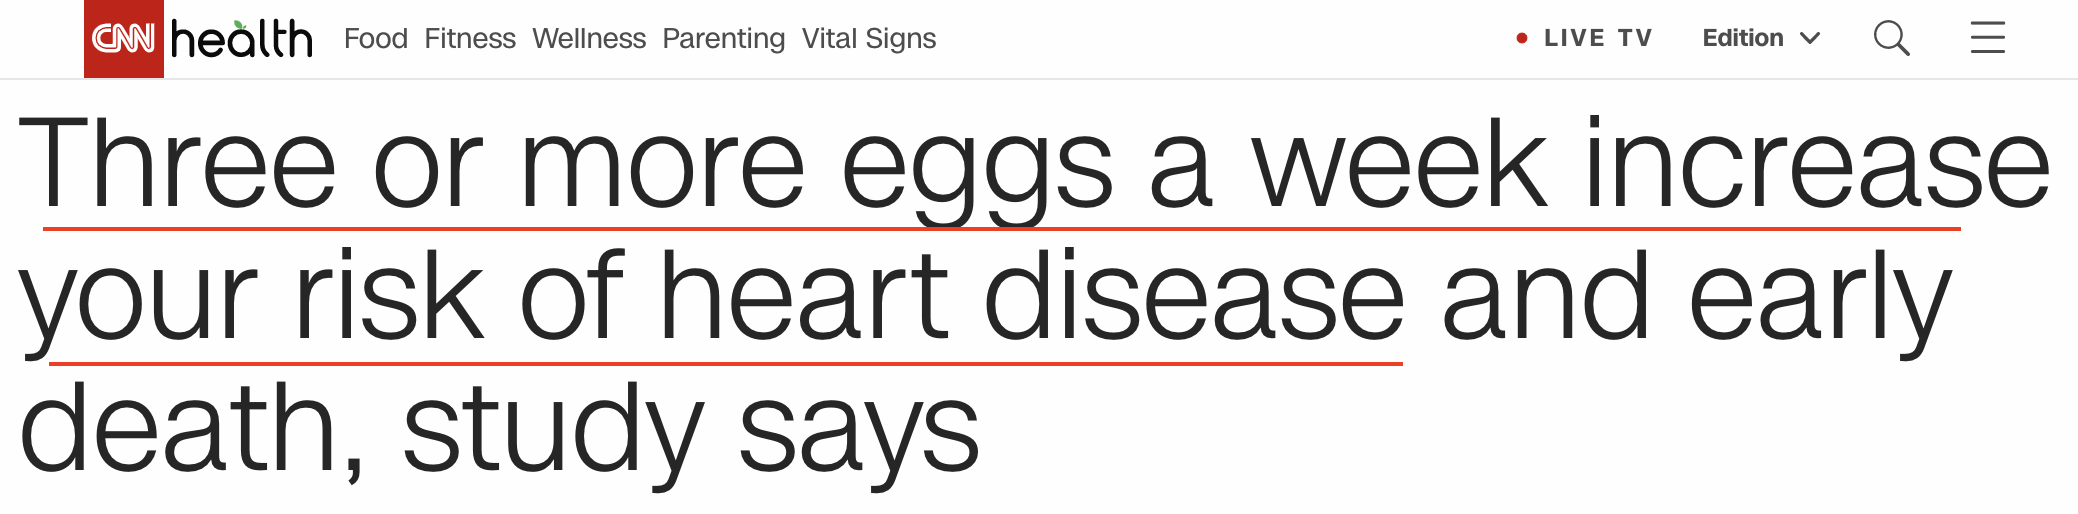 CNN health Food Fitness Wellness Parenting Vital Signs LIVE TV Edition
Three or more eggs a week increase
your risk of heart disease and early
death, study says